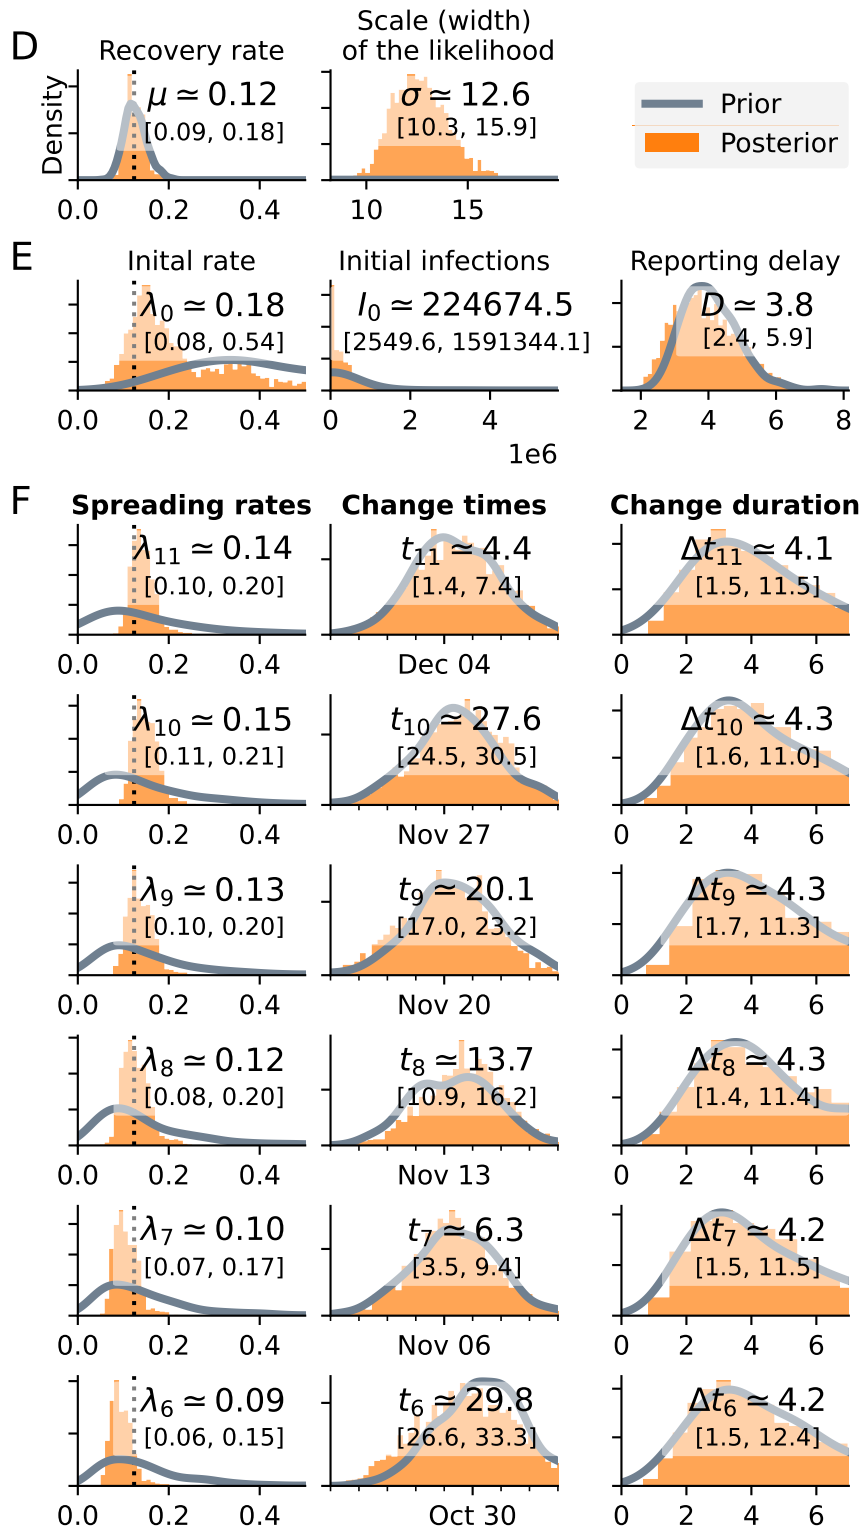 D
Recovery rate
Scale (width)
of the likelihood
Density
μ ≃ 0.12
[0.09, 0.18]
σ ≃ 12.6
[10.3, 15.9]
Prior
Posterior
0.0 0.2 0.4
10 15
E
Inital rate
Initial infections
Reporting delay
λ0 ≃ 0.18
[0.08, 0.54]
I0 ≃ 224674.5
[2549.6, 1591344.1]
D ≃ 3.8
[2.4, 5.9]
0.0 0.2 0.4
0 2 4
1e6
2 4 6 8
F
Spreading rates
Change times
Change duration
λ11 ≃ 0.14
[0.10, 0.20]
t11 ≃ 4.4
[1.4, 7.4]
Δt11 ≃ 4.1
[1.5, 11.5]
0.0 0.2 0.4
Dec 04
0 2 4 6
λ10 ≃ 0.15
[0.11, 0.21]
t10 ≃ 27.6
[24.5, 30.5]
Δt10 ≃ 4.3
[1.6, 11.0]
0.0 0.2 0.4
Nov 27
0 2 4 6
λ9 ≃ 0.13
[0.10, 0.20]
t9 ≃ 20.1
[17.0, 23.2]
Δt9 ≃ 4.3
[1.7, 11.3]
0.0 0.2 0.4
Nov 20
0 2 4 6
λ8 ≃ 0.12
[0.08, 0.20]
t8 ≃ 13.7
[10.9, 16.2]
Δt8 ≃ 4.3
[1.4, 11.4]
0.0 0.2 0.4
Nov 13
0 2 4 6
λ7 ≃ 0.10
[0.07, 0.17]
t7 ≃ 6.3
[3.5, 9.4]
Δt7 ≃ 4.2
[1.5, 11.5]
0.0 0.2 0.4
Nov 06
0 2 4 6
λ6 ≃ 0.09
[0.06, 0.15]
t6 ≃ 29.8
[26.6, 33.3]
Δt6 ≃ 4.2
[1.5, 12.4]
0.0 0.2 0.4
Oct 30
0 2 4 6